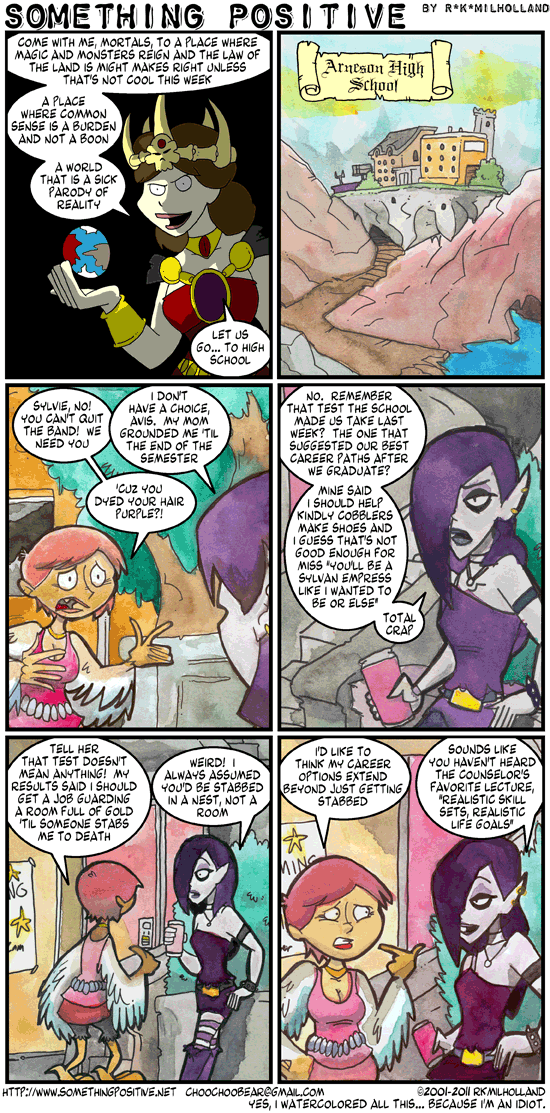 SOMETHING POSITIVE BY R*K*MILHOLLAND
COME WITH ME, MORTALS, TO A PLACE WHERE
MAGIC AND MONSTERS REIGN AND THE LAW OF
THE LAND IS MIGHT MAKES RIGHT UNLESS
THAT'S NOT COOL THIS WEEK
A PLACE
WHERE COMMON
SENSE IS A BURDEN
AND NOT A BOON
A WORLD
THAT IS A SICK
PARODY OF
REALITY
LET US
GO... TO HIGH
SCHOOL
Arneson High
School
SYLVIE, NO!
YOU CAN'T QUIT
THE BAND! WE
NEED YOU
I DON'T
HAVE A CHOICE,
AVIS. MY MOM
GROUNDED ME 'TIL
THE END OF THE
SEMESTER
'CUZ YOU
DYED YOUR HAIR
PURPLE?!
NO. REMEMBER
THAT TEST THE SCHOOL
MADE US TAKE LAST
WEEK? THE ONE THAT
SUGGESTED OUR BEST
CAREER PATHS AFTER
WE GRADUATE?
MINE SAID
I SHOULD HELP
KINDLY COBBLERS
MAKE SHOES AND
I GUESS THAT'S NOT
GOOD ENOUGH FOR
MISS "YOU'LL BE A
SYLVAN EMPRESS
LIKE I WANTED TO
BE OR ELSE"
TOTAL
CRAP
TELL HER
THAT TEST DOESN'T
MEAN ANYTHING! MY
RESULTS SAID I SHOULD
GET A JOB GUARDING
A ROOM FULL OF GOLD
'TIL SOMEONE STABS
ME TO DEATH
WEIRD! I
ALWAYS ASSUMED
YOU'D BE STABBED
IN A NEST, NOT A
ROOM
I'D LIKE TO
THINK MY CAREER
OPTIONS EXTEND
BEYOND JUST GETTING
STABBED
SOUNDS LIKE
YOU HAVEN'T HEARD
THE COUNSELOR'S
FAVORITE LECTURE,
"REALISTIC SKILL
SETS, REALISTIC
LIFE GOALS"
HTTP://WWW.SOMETHINGPOSITIVE.NET CHOOCHOOBEAR@GMAIL.COM ©2001-2011 RKMILHOLLAND
YES, I WATERCOLORED ALL THIS... BECAUSE I'M AN IDIOT.